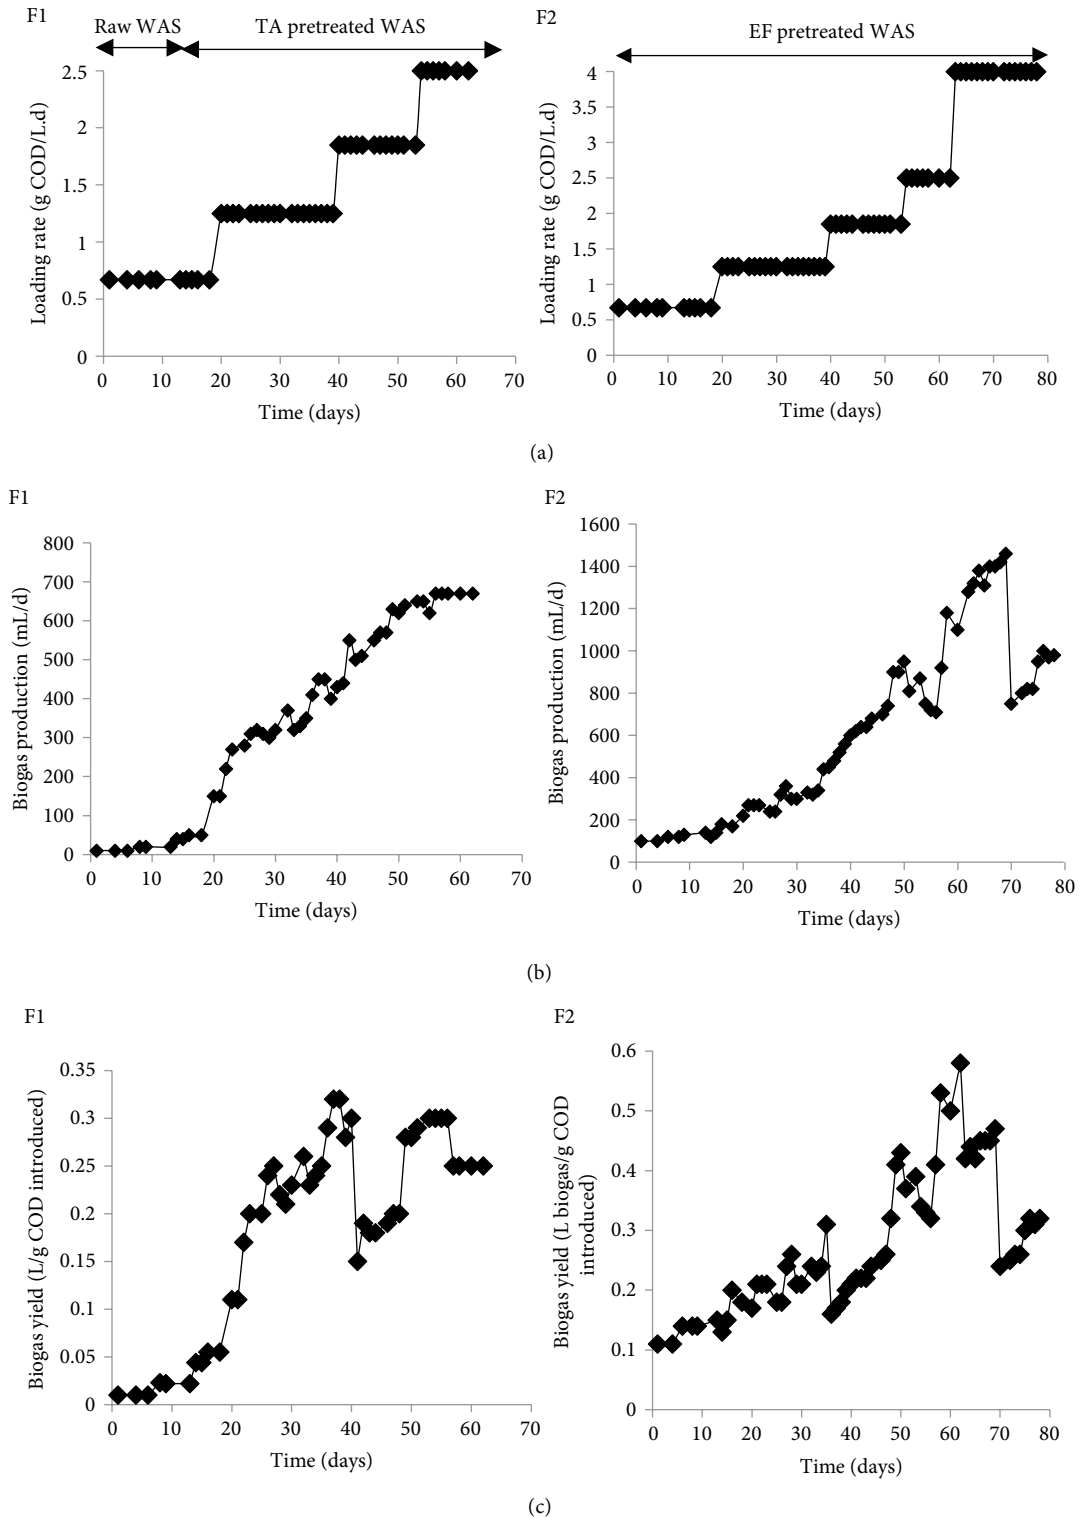 F1
Raw WAS
TA pretreated WAS
Loading rate (g COD/L.d)
2.5
2
1.5
1
0.5
0
0 10 20 30 40 50 60 70
Time (days)
F2
EF pretreated WAS
Loading rate (g COD/L.d)
4
3.5
3
2.5
2
1.5
1
0.5
0
0 10 20 30 40 50 60 70 80
Time (days)
(a)
F1
Biogas production (mL/d)
800
700
600
500
400
300
200
100
0
0 10 20 30 40 50 60 70
Time (days)
F2
Biogas production (mL/d)
1600
1400
1200
1000
800
600
400
200
0
0 10 20 30 40 50 60 70 80
Time (days)
(b)
F1
Biogas yield (L/g COD introduced)
0.35
0.3
0.25
0.2
0.15
0.1
0.05
0
0 10 20 30 40 50 60 70
Time (days)
F2
Biogas yield (L biogas/g COD
introduced)
0.6
0.5
0.4
0.3
0.2
0.1
0
0 10 20 30 40 50 60 70 80
Time (days)
(c)